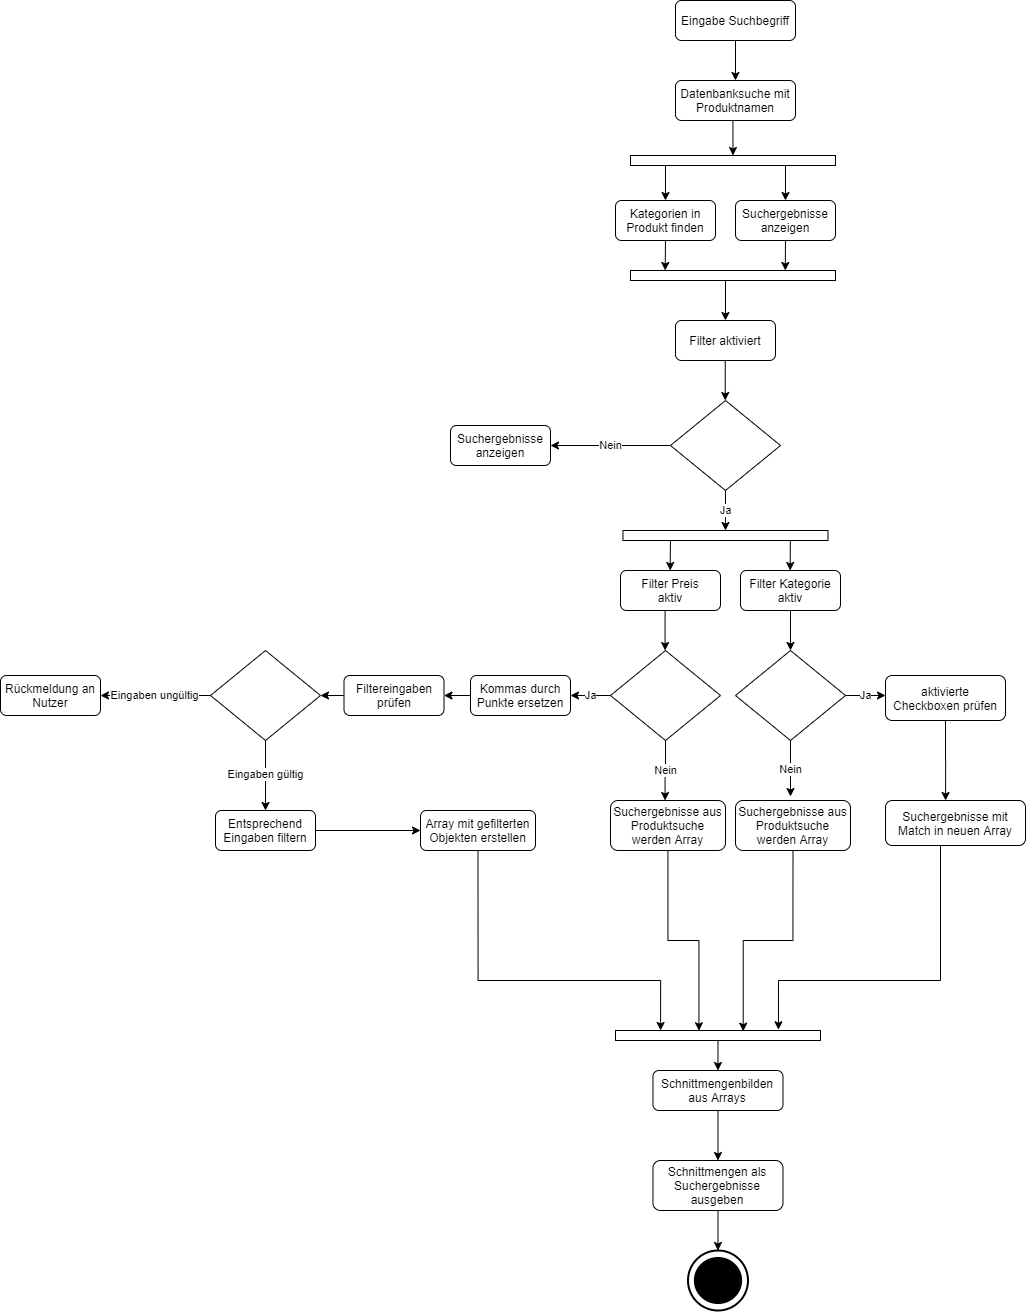 Eingabe Suchbegriff
Datenbanksuche mit
Produktnamen
Kategorien in
Produkt finden
Suchergebnisse
anzeigen
Filter aktiviert
Suchergebnisse
anzeigen
Nein
Ja
Filter Preis
aktiv
Filter Kategorie
aktiv
Rückmeldung an
Nutzer
Eingaben ungültig
Filtereingaben
prüfen
Kommas durch
Punkte ersetzen
Ja
Ja
aktivierte
Checkboxen prüfen
Eingaben gültig
Nein
Nein
Entsprechend
Eingaben filtern
Array mit gefilterten
Objekten erstellen
Suchergebnisse aus
Produktsuche
werden Array
Suchergebnisse aus
Produktsuche
werden Array
Suchergebnisse mit
Match in neuen Array
Schnittmengenbilden
aus Arrays
Schnittmengen als
Suchergebnisse
ausgeben